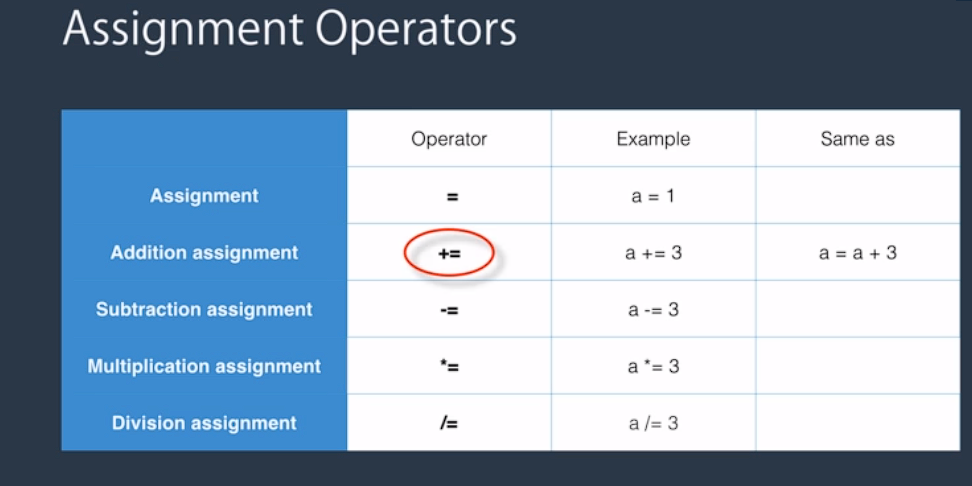 Assignment Operators
Operator Example Same as
Assignment = a = 1
Addition assignment += a += 3 a = a + 3
Subtraction assignment -= a -= 3
Multiplication assignment *= a *= 3
Division assignment /= a /= 3